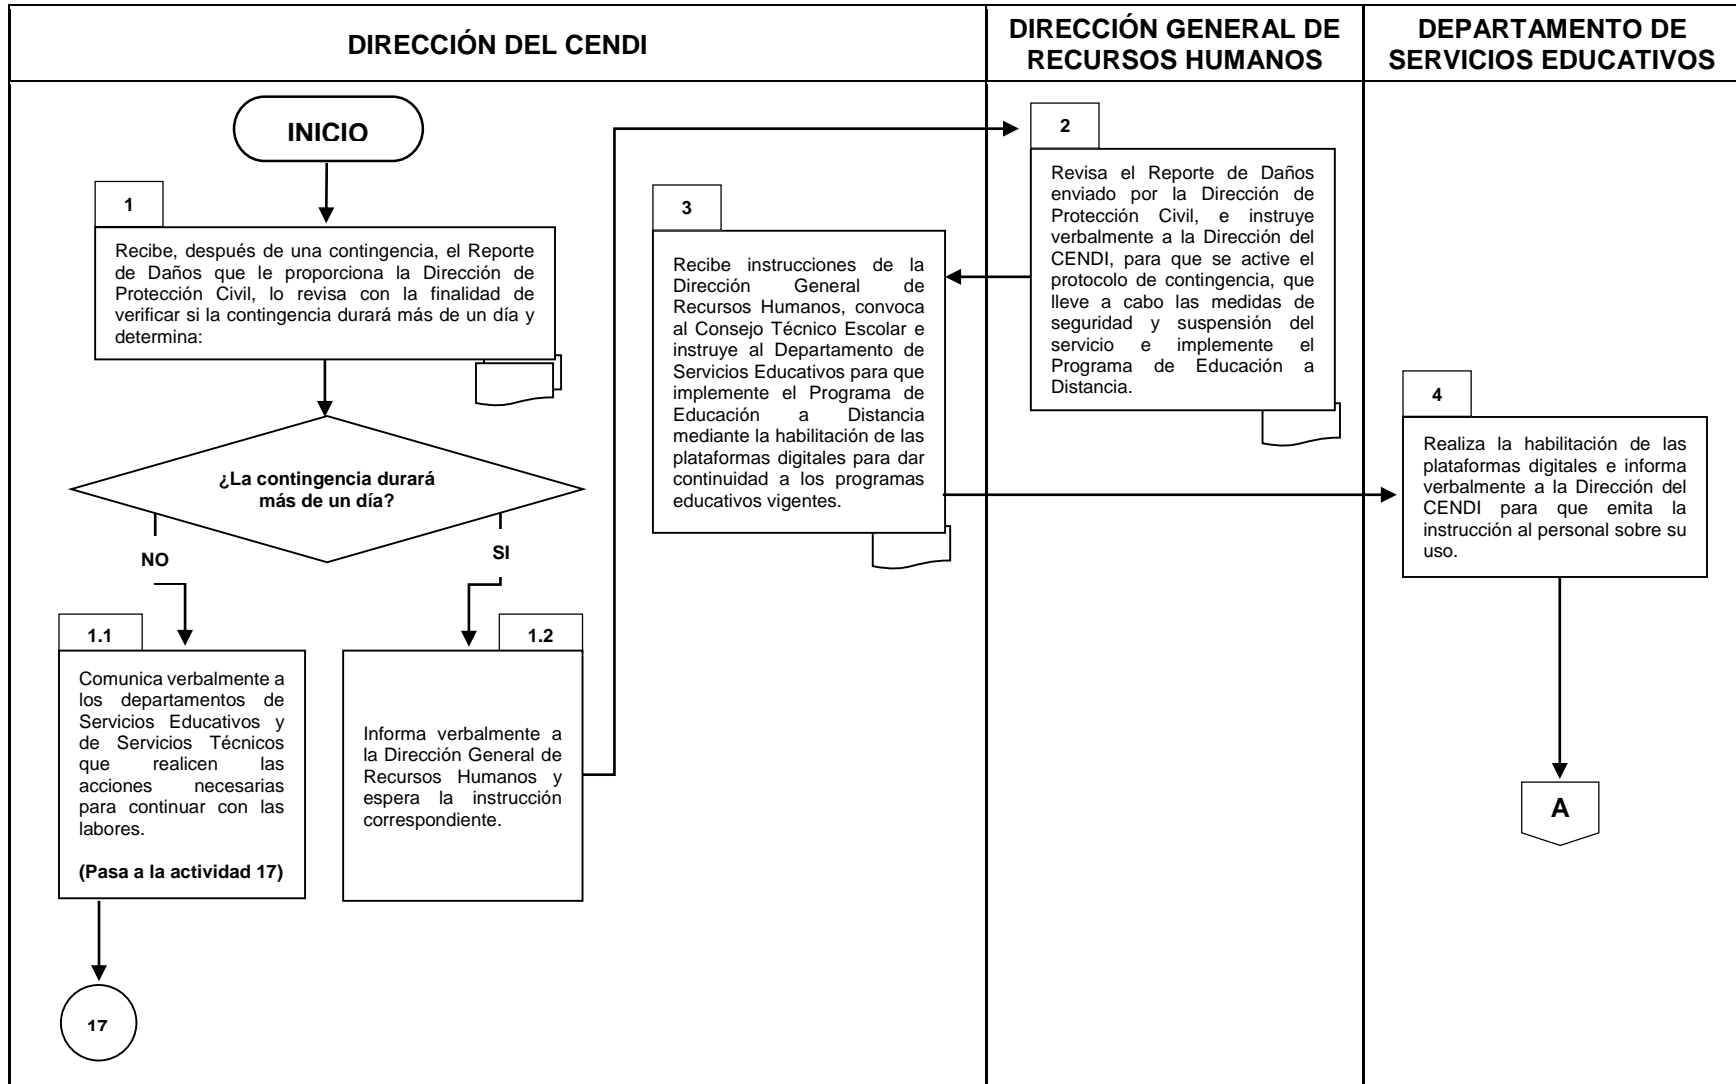 DIRECCIÓN DEL CENDI
DIRECCIÓN GENERAL DE
RECURSOS HUMANOS
DEPARTAMENTO DE
SERVICIOS EDUCATIVOS
INICIO
1
Recibe, después de una contingencia, el Reporte
de Daños que le proporciona la Dirección de
Protección Civil, lo revisa con la finalidad de
verificar si la contingencia durará más de un día y
determina:
¿La contingencia durará
más de un día?
NO
SI
1.1
Comunica verbalmente a
los departamentos de
Servicios Educativos y
de Servicios Técnicos
que realicen las
acciones necesarias
para continuar con las
labores.
(Pasa a la actividad 17)
17
1.2
Informa verbalmente a
la Dirección General de
Recursos Humanos y
espera la instrucción
correspondiente.
2
Revisa el Reporte de Daños
enviado por la Dirección de
Protección Civil, e instruye
verbalmente a la Dirección del
CENDI, para que se active el
protocolo de contingencia, que
lleve a cabo las medidas de
seguridad y suspensión del
servicio e implemente el
Programa de Educación a
Distancia.
3
Recibe instrucciones de la
Dirección General de
Recursos Humanos, convoca
al Consejo Técnico Escolar e
instruye al Departamento de
Servicios Educativos para que
implemente el Programa de
Educación a Distancia
mediante la habilitación de las
plataformas digitales para dar
continuidad a los programas
educativos vigentes.
4
Realiza la habilitación de las
plataformas digitales e informa
verbalmente a la Dirección del
CENDI para que emita la
instrucción al personal sobre su
uso.
A